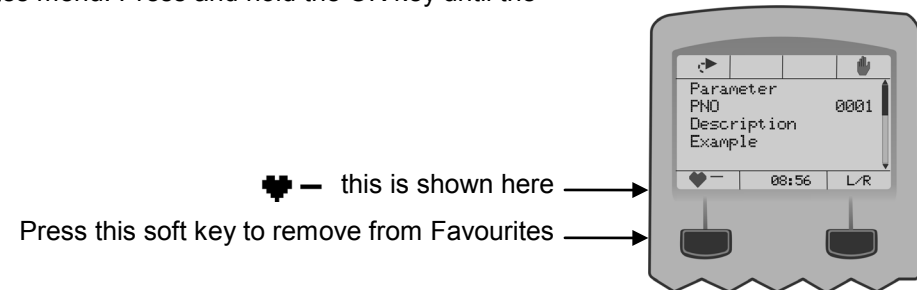 menu. Press and hold the OK key until the
Parameter
PNO 0001
Description
Example
this is shown here
08:56 L/R
Press this soft key to remove from Favourites